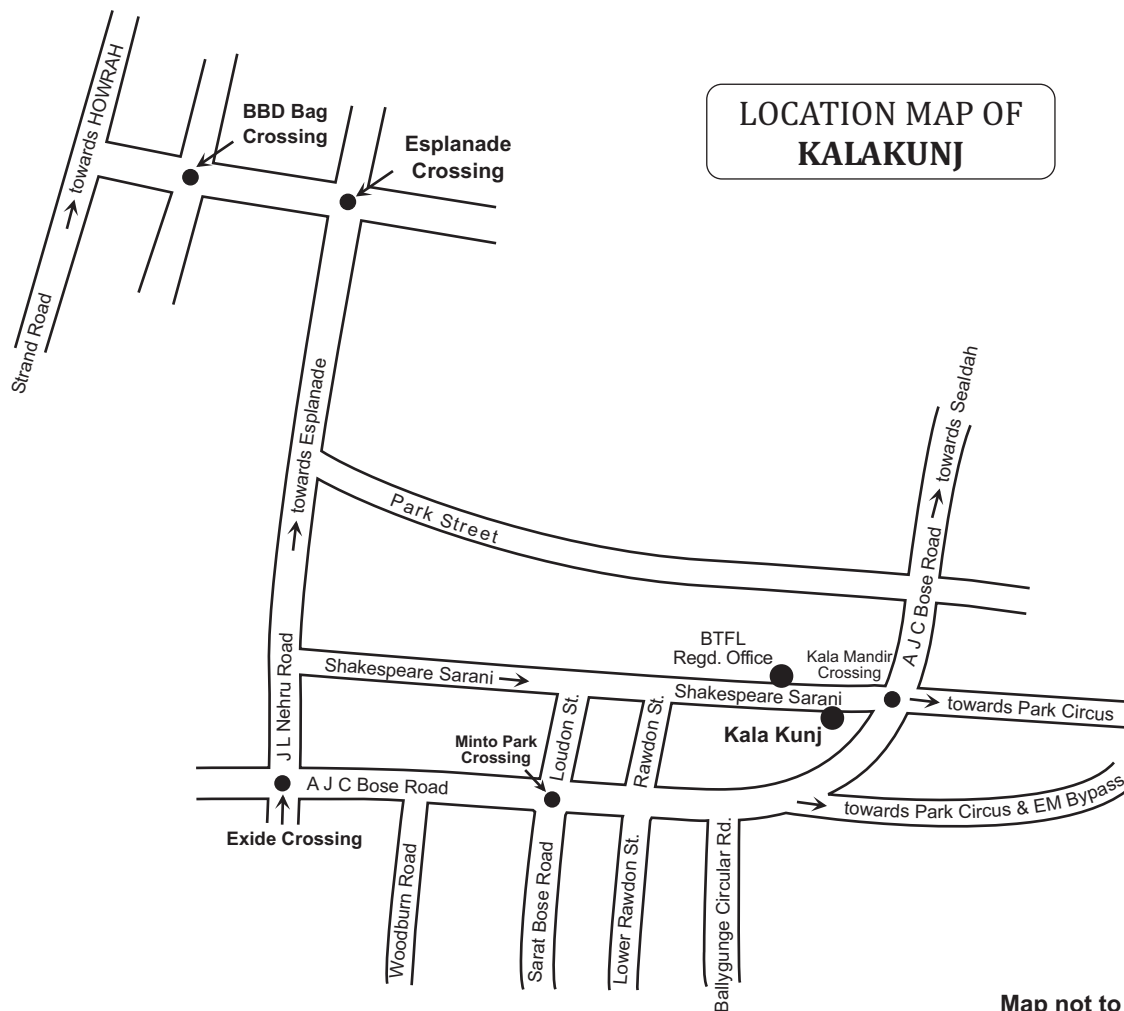 LOCATION MAP OF
KALAKUNJ
BBD Bag
Crossing
Esplanade
Crossing
towards HOWRAH
Strand Road
towards Esplanade
J L Nehru Road
Park Street
towards Sealdah
A J C Bose Road
BTFL
Regd. Office
Kala Mandir
Crossing
Shakespeare Sarani
Shakespeare Sarani
towards Park Circus
Kala Kunj
Loudon St.
Rawdon St.
Minto Park
Crossing
A J C Bose Road
towards Park Circus & EM Bypass
Exide Crossing
Woodburn Road
Sarat Bose Road
Lower Rawdon St.
Ballygunge Circular Rd.
Map not to